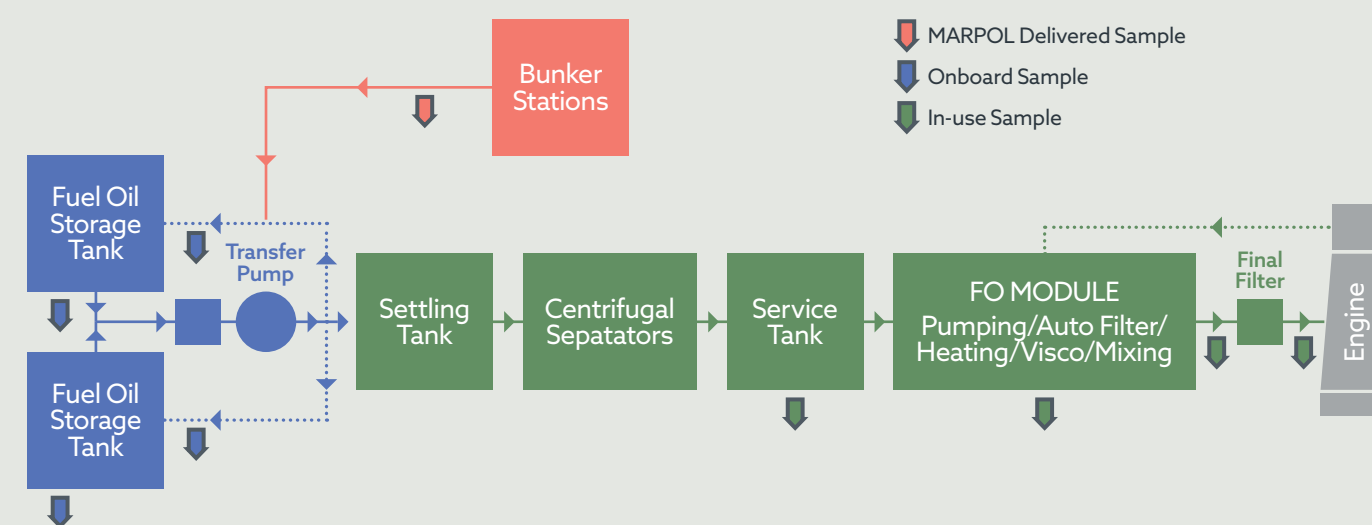 Bunker
Stations
MARPOL Delivered Sample
Onboard Sample
In-use Sample
Fuel Oil
Storage
Tank
Transfer
Pump
Fuel Oil
Storage
Tank
Settling
Tank
Centrifugal
Sepatators
Service
Tank
FO MODULE
Pumping/Auto Filter/
Heating/Visco/Mixing
Final
Filter
Engine